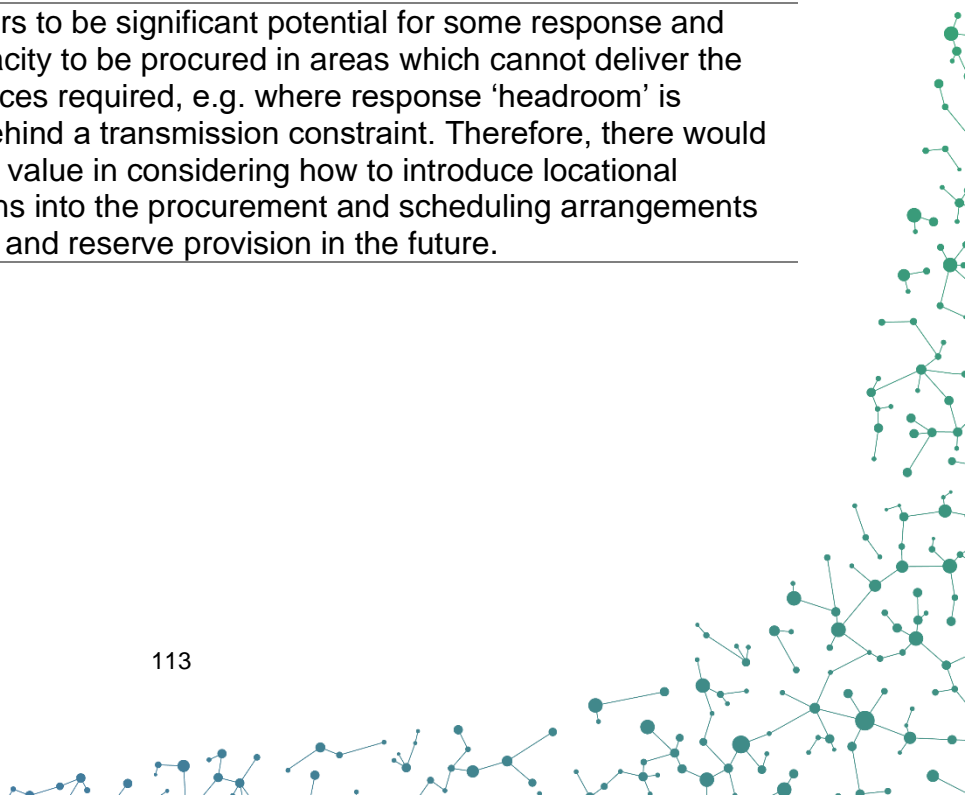 rs to be significant potential for some response and
acity to be procured in areas which cannot deliver the
ces required, e.g. where response ‘headroom’ is
ehind a transmission constraint. Therefore, there would
value in considering how to introduce locational
ns into the procurement and scheduling arrangements
and reserve provision in the future.
113